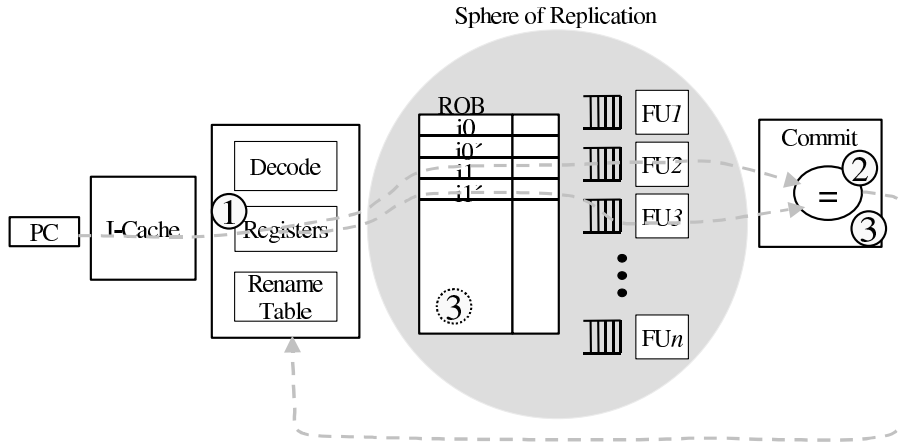 Sphere of Replication
PC
I-Cache
1
Decode
Registers
Rename
Table
ROB
i0
i0´
i1
i1´
3
FU1
FU2
FU3
FUn
Commit
2
=
3